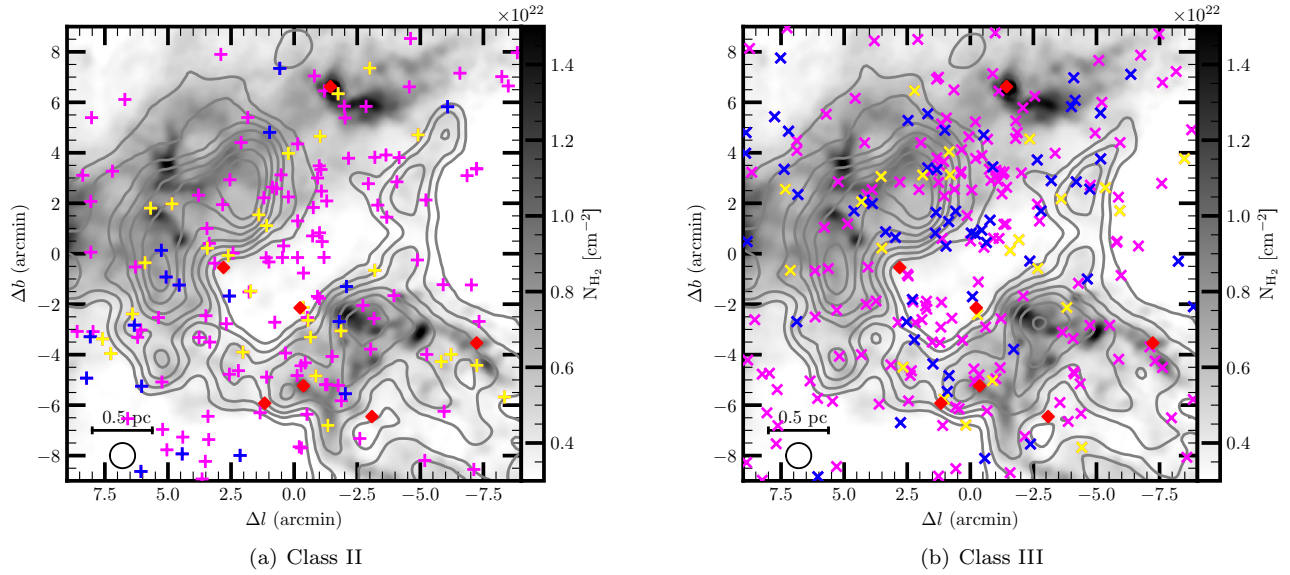 ×10²² ×10²²
8 8
1.4 1.4
6 6
1.2 1.2
4 4
2 2
1.0 1.0
Δb (arcmin) 0 N_H₂ [cm⁻²] Δb (arcmin) 0 N_H₂ [cm⁻²]
−2 0.8 −2 0.8
−4 −4
0.6 0.6
−6 −6
0.5 pc 0.5 pc
0.4 0.4
−8 −8
7.5 5.0 2.5 0.0 −2.5 −5.0 −7.5 7.5 5.0 2.5 0.0 −2.5 −5.0 −7.5
Δl (arcmin) Δl (arcmin)
(a) Class II (b) Class III